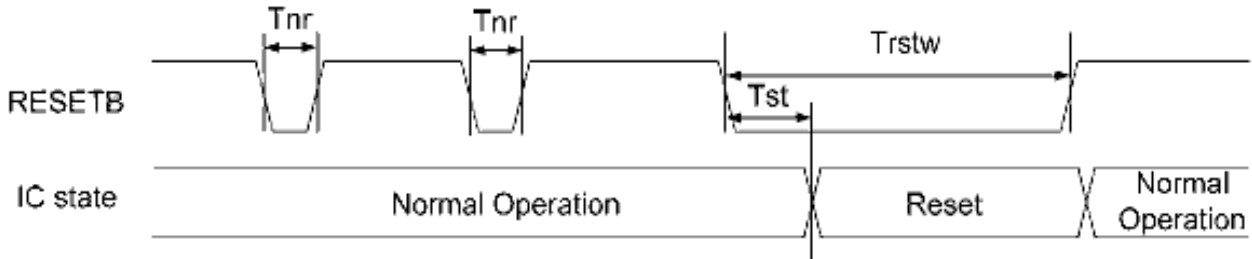 Tnr
Tnr
Trstw
RESETB
Tst
IC state
Normal Operation
Reset
Normal
Operation